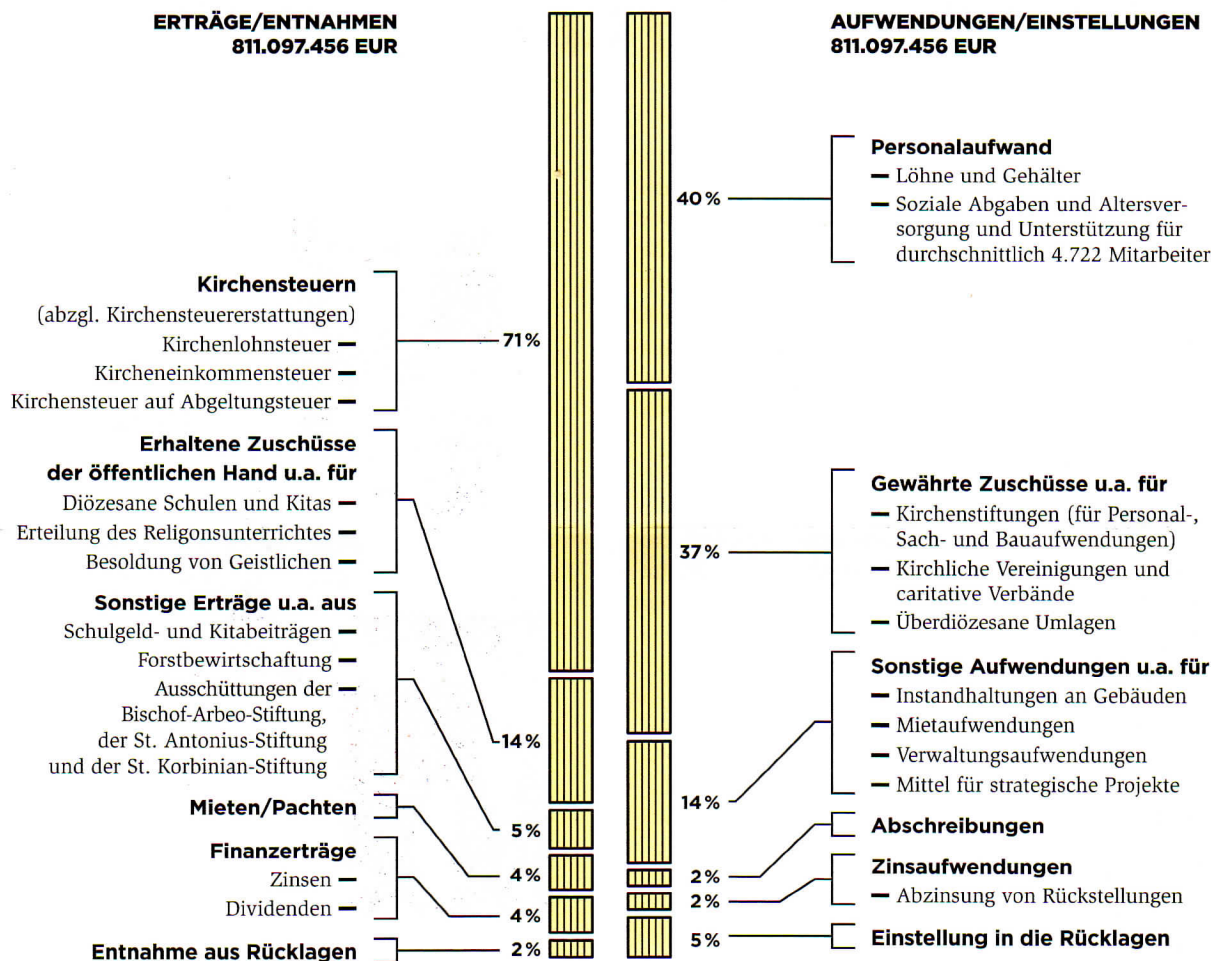 ERTRÄGE/ENTNAHMEN
811.097.456 EUR
Kirchensteuern
(abzgl. Kirchensteuererstattungen)
Kirchenlohnsteuer –
Kircheneinkommensteuer –
Kirchensteuer auf Abgeltungsteuer –
71%
Erhaltene Zuschüsse
der öffentlichen Hand u.a. für
Diözesane Schulen und Kitas –
Erteilung des Religonsunterrichtes –
Besoldung von Geistlichen –
14%
Sonstige Erträge u.a. aus
Schulgeld- und Kitabeiträgen –
Forstbewirtschaftung –
Ausschüttungen der –
Bischof-Arbeo-Stiftung,
der St. Antonius-Stiftung
und der St. Korbinian-Stiftung
5%
Mieten/Pachten
4%
Finanzerträge
Zinsen –
Dividenden –
4%
Entnahme aus Rücklagen
2%
AUFWENDUNGEN/EINSTELLUNGEN
811.097.456 EUR
40%
Personalaufwand
– Löhne und Gehälter
– Soziale Abgaben und Altersver-
sorgung und Unterstützung für
durchschnittlich 4.722 Mitarbeiter
37%
Gewährte Zuschüsse u.a. für
– Kirchenstiftungen (für Personal-,
Sach- und Bauaufwendungen)
– Kirchliche Vereinigungen und
caritative Verbände
– Überdiözesane Umlagen
14%
Sonstige Aufwendungen u.a. für
– Instandhaltungen an Gebäuden
– Mietaufwendungen
– Verwaltungsaufwendungen
– Mittel für strategische Projekte
2%
Abschreibungen
2%
Zinsaufwendungen
– Abzinsung von Rückstellungen
5%
Einstellung in die Rücklagen